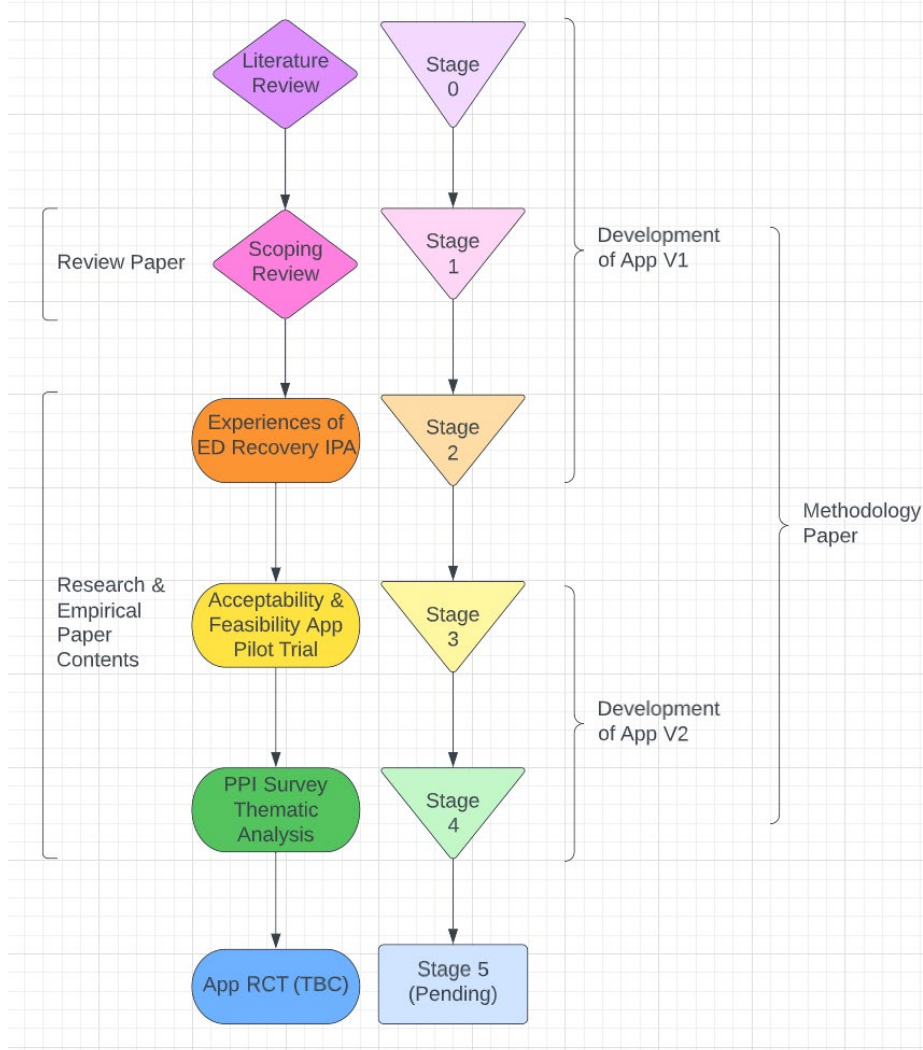 Literature
Review
Stage
0
Review Paper
Scoping
Review
Stage
1
Development
of App V1
Experiences of
ED Recovery IPA
Stage
2
Methodology
Paper
Research &
Empirical
Paper
Contents
Acceptability &
Feasibility App
Pilot Trial
Stage
3
Development
of App V2
PPI Survey
Thematic
Analysis
Stage
4
App RCT (TBC)
Stage 5
(Pending)